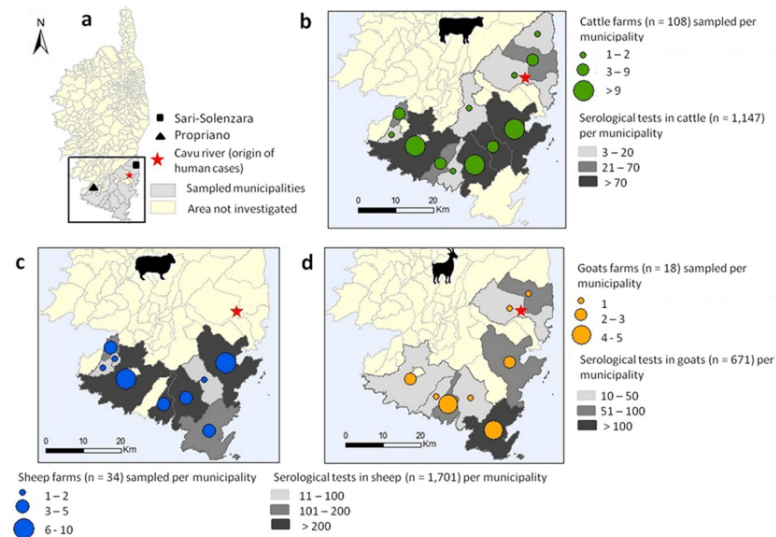 a
N
Sari-Solenzara
Propriano
Cavu river (origin of
human cases)
Sampled municipalities
Area not investigated
b
0 10 20
Km
Cattle farms (n = 108) sampled per
municipality
1 – 2
3 – 9
> 9
Serological tests in cattle (n = 1,147)
per municipality
3 – 20
21 - 70
> 70
c
0 10 20
Km
d
0 10 20
Km
Goats farms (n = 18) sampled per
municipality
1
2 – 3
4 - 5
Serological tests in goats (n = 671) per
municipality
10 – 50
51 – 100
> 100
Sheep farms (n = 34) sampled per municipality
1 – 2
3 – 5
6 - 10
Serological tests in sheep (n = 1,701) per municipality
11 – 100
101 – 200
> 200